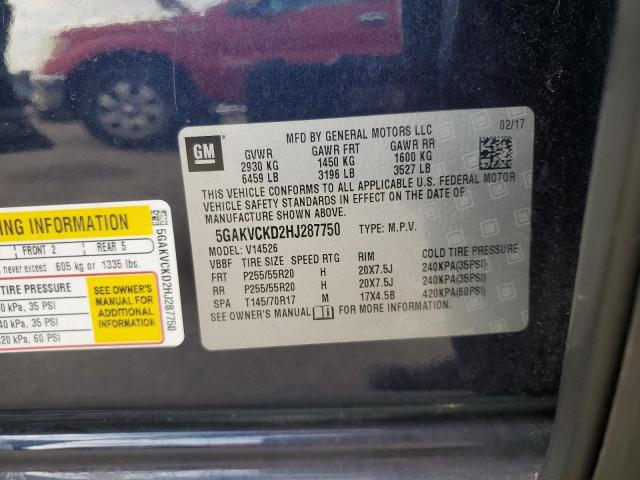 MFD BY GENERAL MOTORS LLC 02/17
GM
GVWR GAWR FRT GAWR RR
2930 KG 1450 KG 1600 KG
6459 LB 3196 LB 3527 LB
THIS VEHICLE CONFORMS TO ALL APPLICABLE U.S. FEDERAL MOTOR
VEHICLE SAFETY STANDARDS IN EFFECT ON THE DATE OF
MANUFACTURE SHOWN ABOVE.
5GAKVCKD2HJ287750 TYPE: M.P.V.
MODEL: V14526
VBBF TIRE SIZE SPEED RTG RIM COLD TIRE PRESSURE
FRT P255/55R20 H 20X7.5J 240KPA(35PSI)
RR P255/55R20 H 20X7.5J 240KPA(35PSI)
SPA T145/70R17 M 17X4.5B 420KPA(60PSI)
SEE OWNER'S MANUAL FOR MORE INFORMATION.
ING INFORMATION
FRONT 2 REAR 5
never exceed 605 kg or 1335 lbs.
TIRE PRESSURE
0 kPa, 35 PSI
40 kPa, 35 PSI
420 kPa, 60 PSI
SEE OWNER'S
MANUAL FOR
ADDITIONAL
INFORMATION
5GAKVCKD2HJ287750